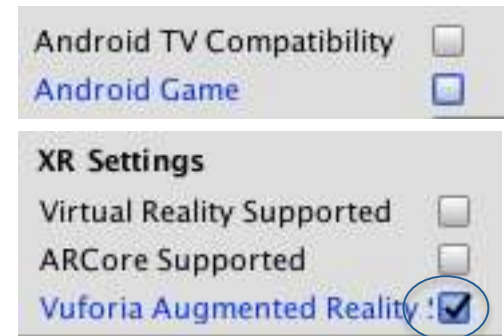 Android TV Compatibility
Android Game
XR Settings
Virtual Reality Supported
ARCore Supported
Vuforia Augmented Reality